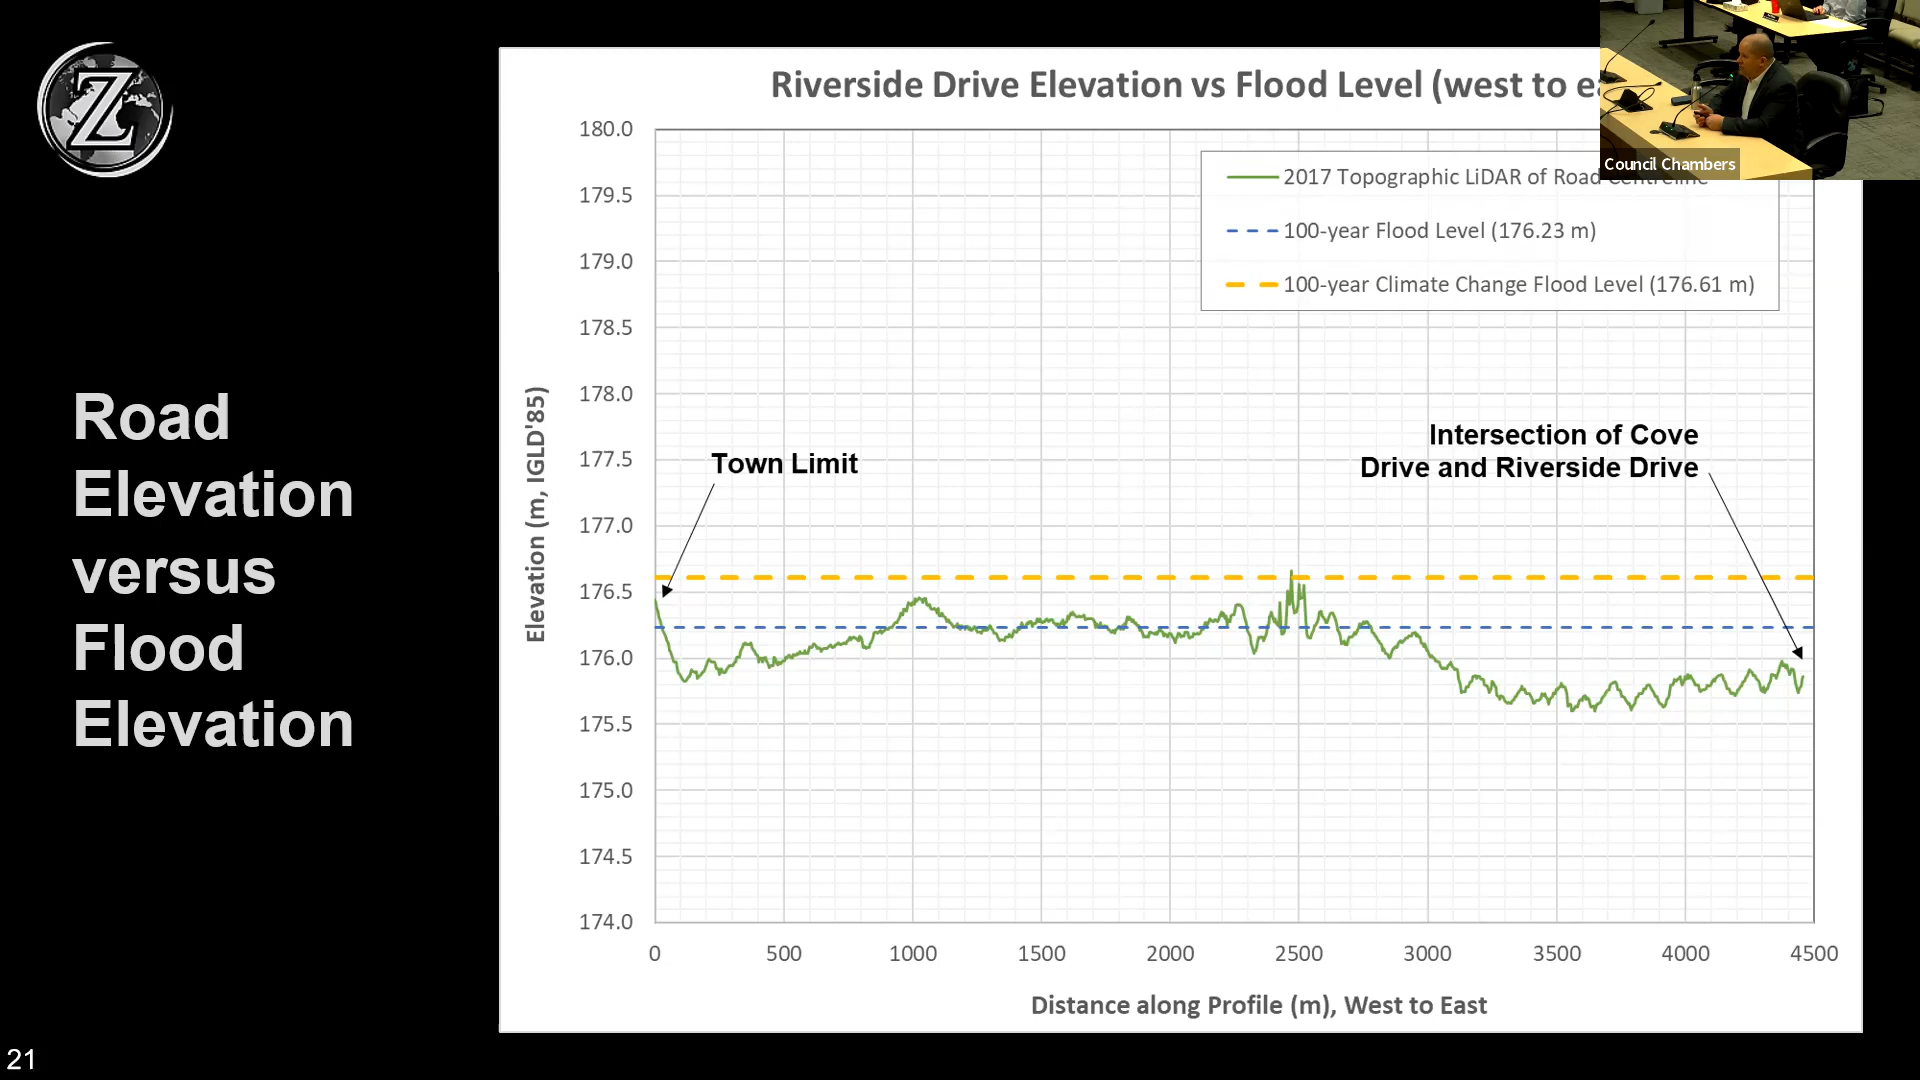 Z
Road
Elevation
versus
Flood
Elevation
21
Riverside Drive Elevation vs Flood Level (west to ea
Council Chambers
2017 Topographic LiDAR of Road Centreline
100-year Flood Level (176.23 m)
100-year Climate Change Flood Level (176.61 m)
Elevation (m, IGLD'85)
180.0
179.5
179.0
178.5
178.0
177.5
177.0
176.5
176.0
175.5
175.0
174.5
174.0
Town Limit
Intersection of Cove
Drive and Riverside Drive
0 500 1000 1500 2000 2500 3000 3500 4000 4500
Distance along Profile (m), West to East